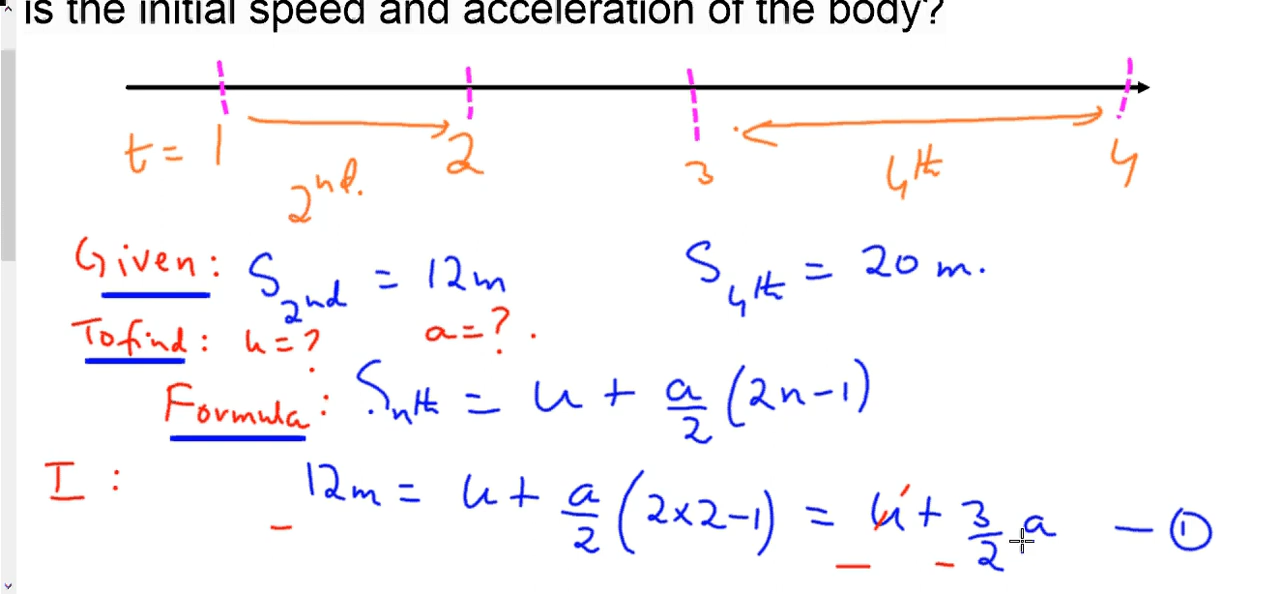 is the initial speed and acceleration of the body?
t = 1 2 3 4
2nd. 4th
Given: S2nd = 12m S4th = 20 m.
To find: u = ? a = ? .
Formula: Snth = u + a/2 (2n-1)
I : 12m = u + a/2 (2×2-1) = u + 3/2 a - ①